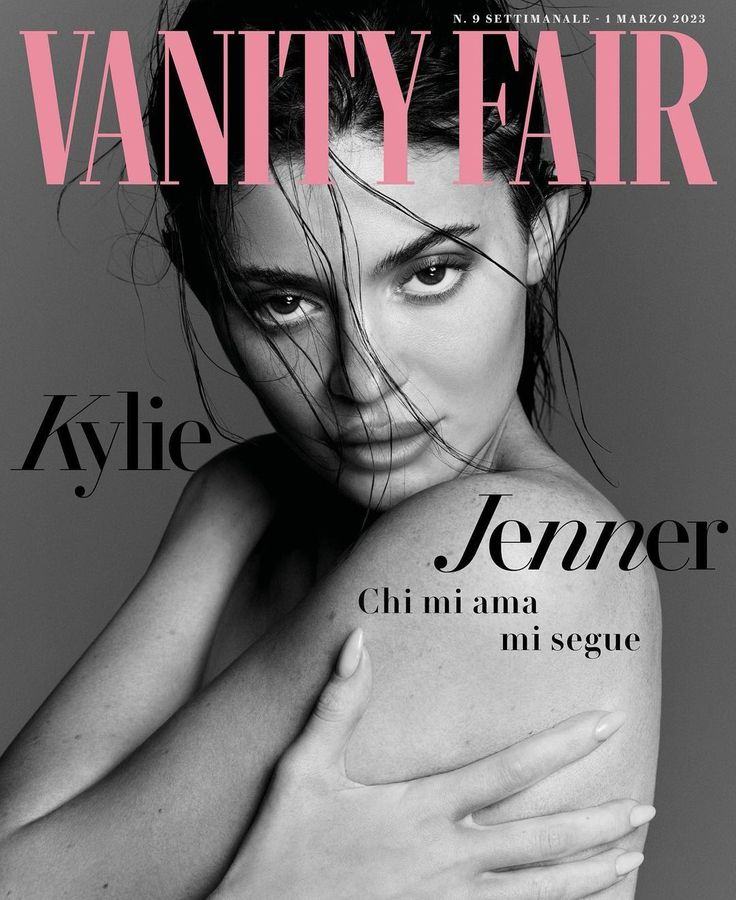 N. 9 SETTIMANALE - 1 MARZO 2023
VANITY FAIR
Kylie
Jenner
Chi mi ama
mi segue